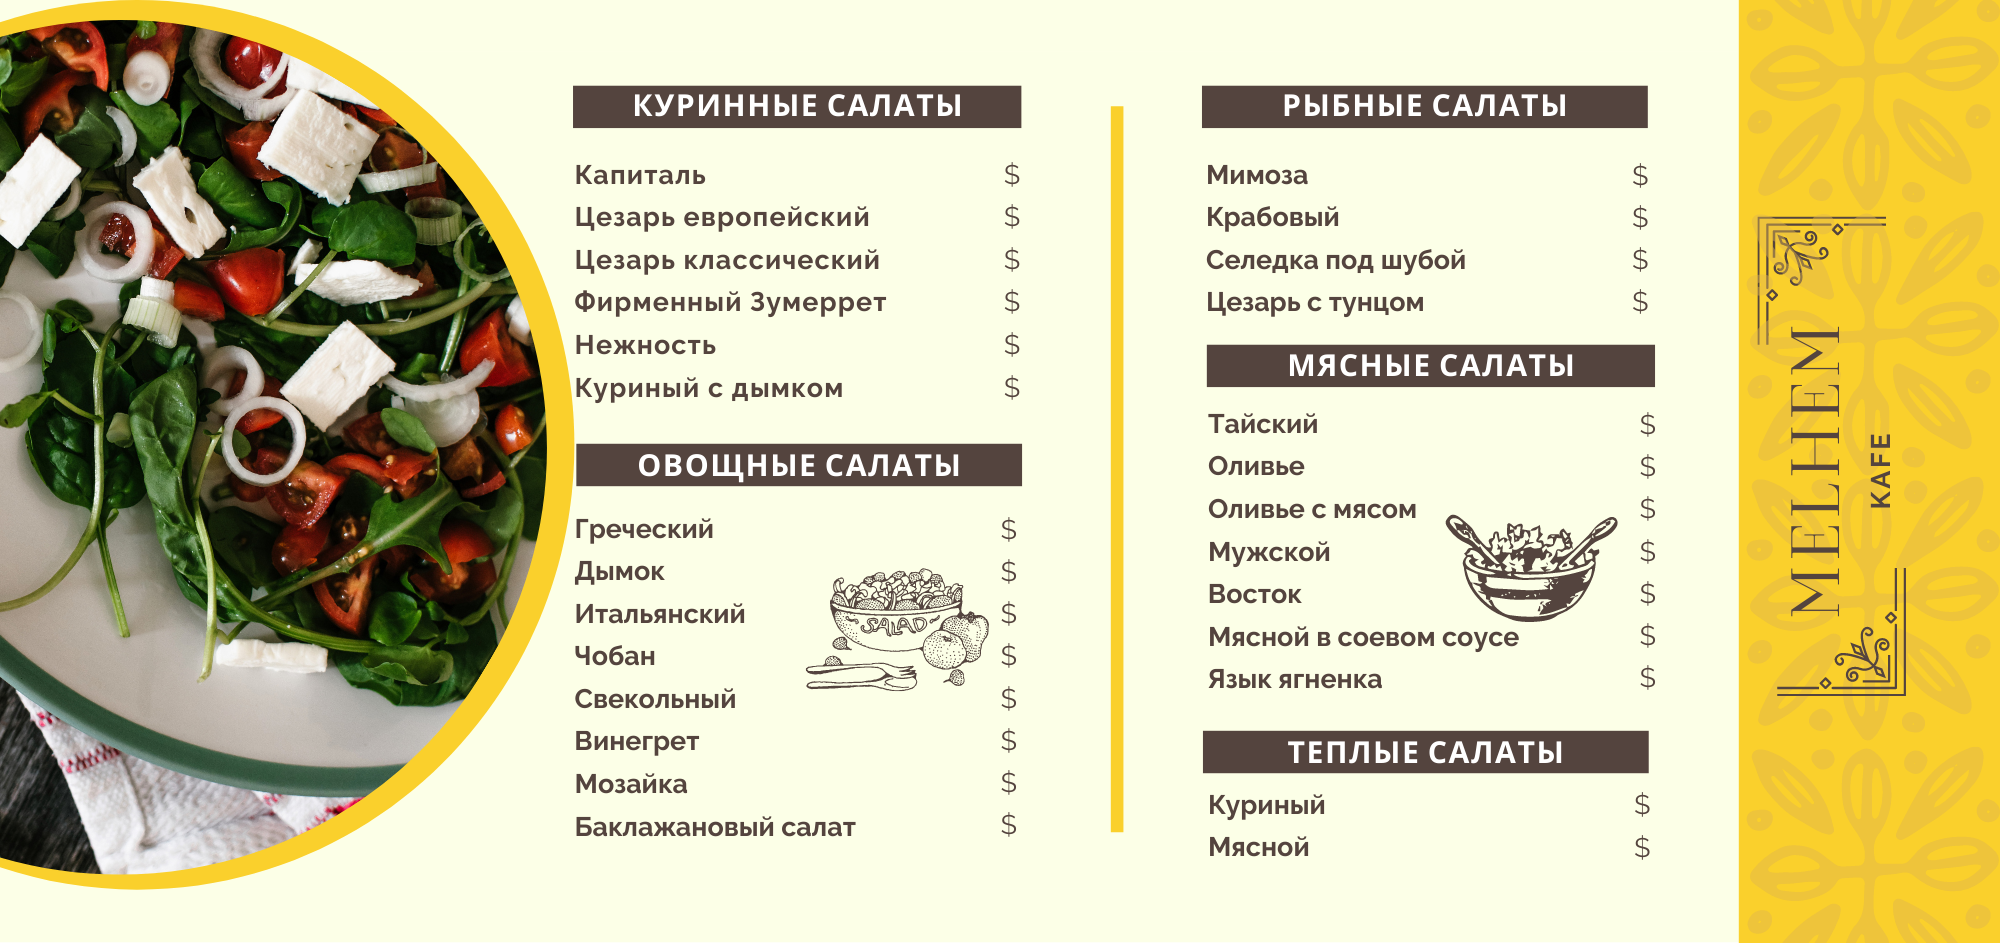 КУРИННЫЕ САЛАТЫ
Капиталь $
Цезарь европейский $
Цезарь классический $
Фирменный Зумеррет $
Нежность $
Куриный с дымком $
ОВОЩНЫЕ САЛАТЫ
Греческий $
Дымок $
Итальянский $
Чобан $
Свекольный $
Винегрет $
Мозайка $
Баклажановый салат $
SALAD
РЫБНЫЕ САЛАТЫ
Мимоза $
Крабовый $
Селедка под шубой $
Цезарь с тунцом $
МЯСНЫЕ САЛАТЫ
Тайский $
Оливье $
Оливье с мясом $
Мужской $
Восток $
Мясной в соевом соусе $
Язык ягненка $
ТЕПЛЫЕ САЛАТЫ
Куриный $
Мясной $
MELHEM
KAFE